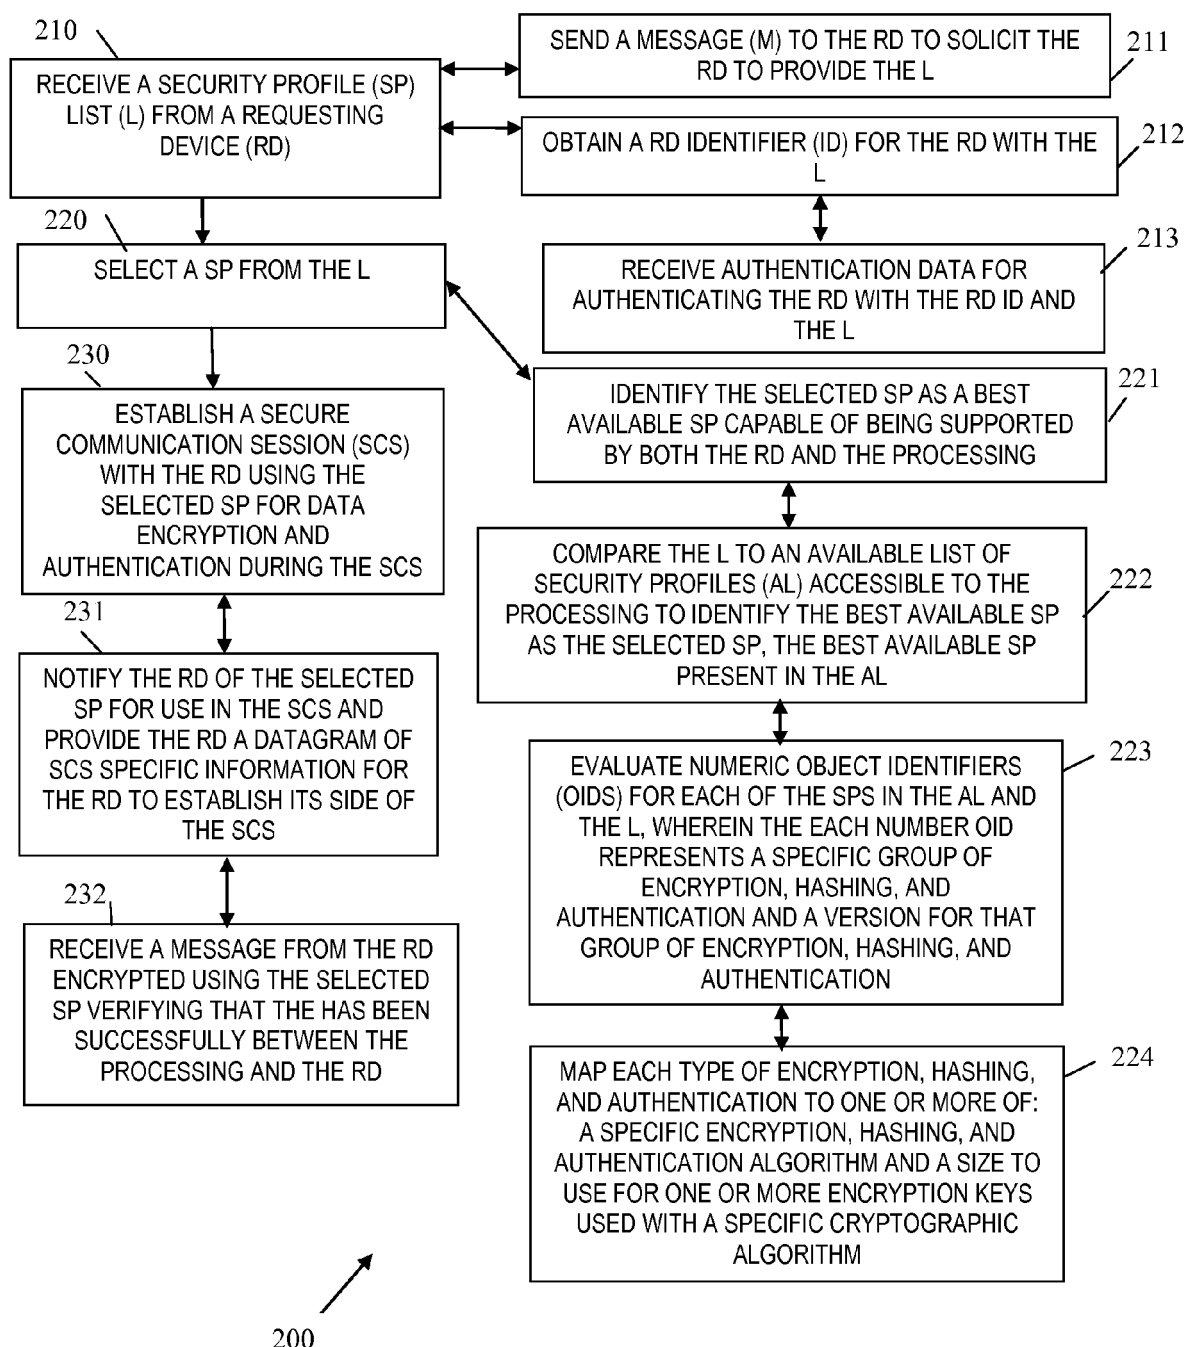 210
RECEIVE A SECURITY PROFILE (SP)
LIST (L) FROM A REQUESTING
DEVICE (RD)
SEND A MESSAGE (M) TO THE RD TO SOLICIT THE
RD TO PROVIDE THE L
211
OBTAIN A RD IDENTIFIER (ID) FOR THE RD WITH THE
L
212
RECEIVE AUTHENTICATION DATA FOR
AUTHENTICATING THE RD WITH THE RD ID AND
THE L
213
220
SELECT A SP FROM THE L
IDENTIFY THE SELECTED SP AS A BEST
AVAILABLE SP CAPABLE OF BEING SUPPORTED
BY BOTH THE RD AND THE PROCESSING
221
COMPARE THE L TO AN AVAILABLE LIST OF
SECURITY PROFILES (AL) ACCESSIBLE TO THE
PROCESSING TO IDENTIFY THE BEST AVAILABLE SP
AS THE SELECTED SP, THE BEST AVAILABLE SP
PRESENT IN THE AL
222
EVALUATE NUMERIC OBJECT IDENTIFIERS
(OIDS) FOR EACH OF THE SPS IN THE AL AND
THE L, WHEREIN THE EACH NUMBER OID
REPRESENTS A SPECIFIC GROUP OF
ENCRYPTION, HASHING, AND
AUTHENTICATION AND A VERSION FOR THAT
GROUP OF ENCRYPTION, HASHING, AND
AUTHENTICATION
223
MAP EACH TYPE OF ENCRYPTION, HASHING,
AND AUTHENTICATION TO ONE OR MORE OF:
A SPECIFIC ENCRYPTION, HASHING, AND
AUTHENTICATION ALGORITHM AND A SIZE TO
USE FOR ONE OR MORE ENCRYPTION KEYS
USED WITH A SPECIFIC CRYPTOGRAPHIC
ALGORITHM
224
230
ESTABLISH A SECURE
COMMUNICATION SESSION (SCS)
WITH THE RD USING THE
SELECTED SP FOR DATA
ENCRYPTION AND
AUTHENTICATION DURING THE SCS
231
NOTIFY THE RD OF THE SELECTED
SP FOR USE IN THE SCS AND
PROVIDE THE RD A DATAGRAM OF
SCS SPECIFIC INFORMATION FOR
THE RD TO ESTABLISH ITS SIDE OF
THE SCS
232
RECEIVE A MESSAGE FROM THE RD
ENCRYPTED USING THE SELECTED
SP VERIFYING THAT THE HAS BEEN
SUCCESSFULLY BETWEEN THE
PROCESSING AND THE RD
200